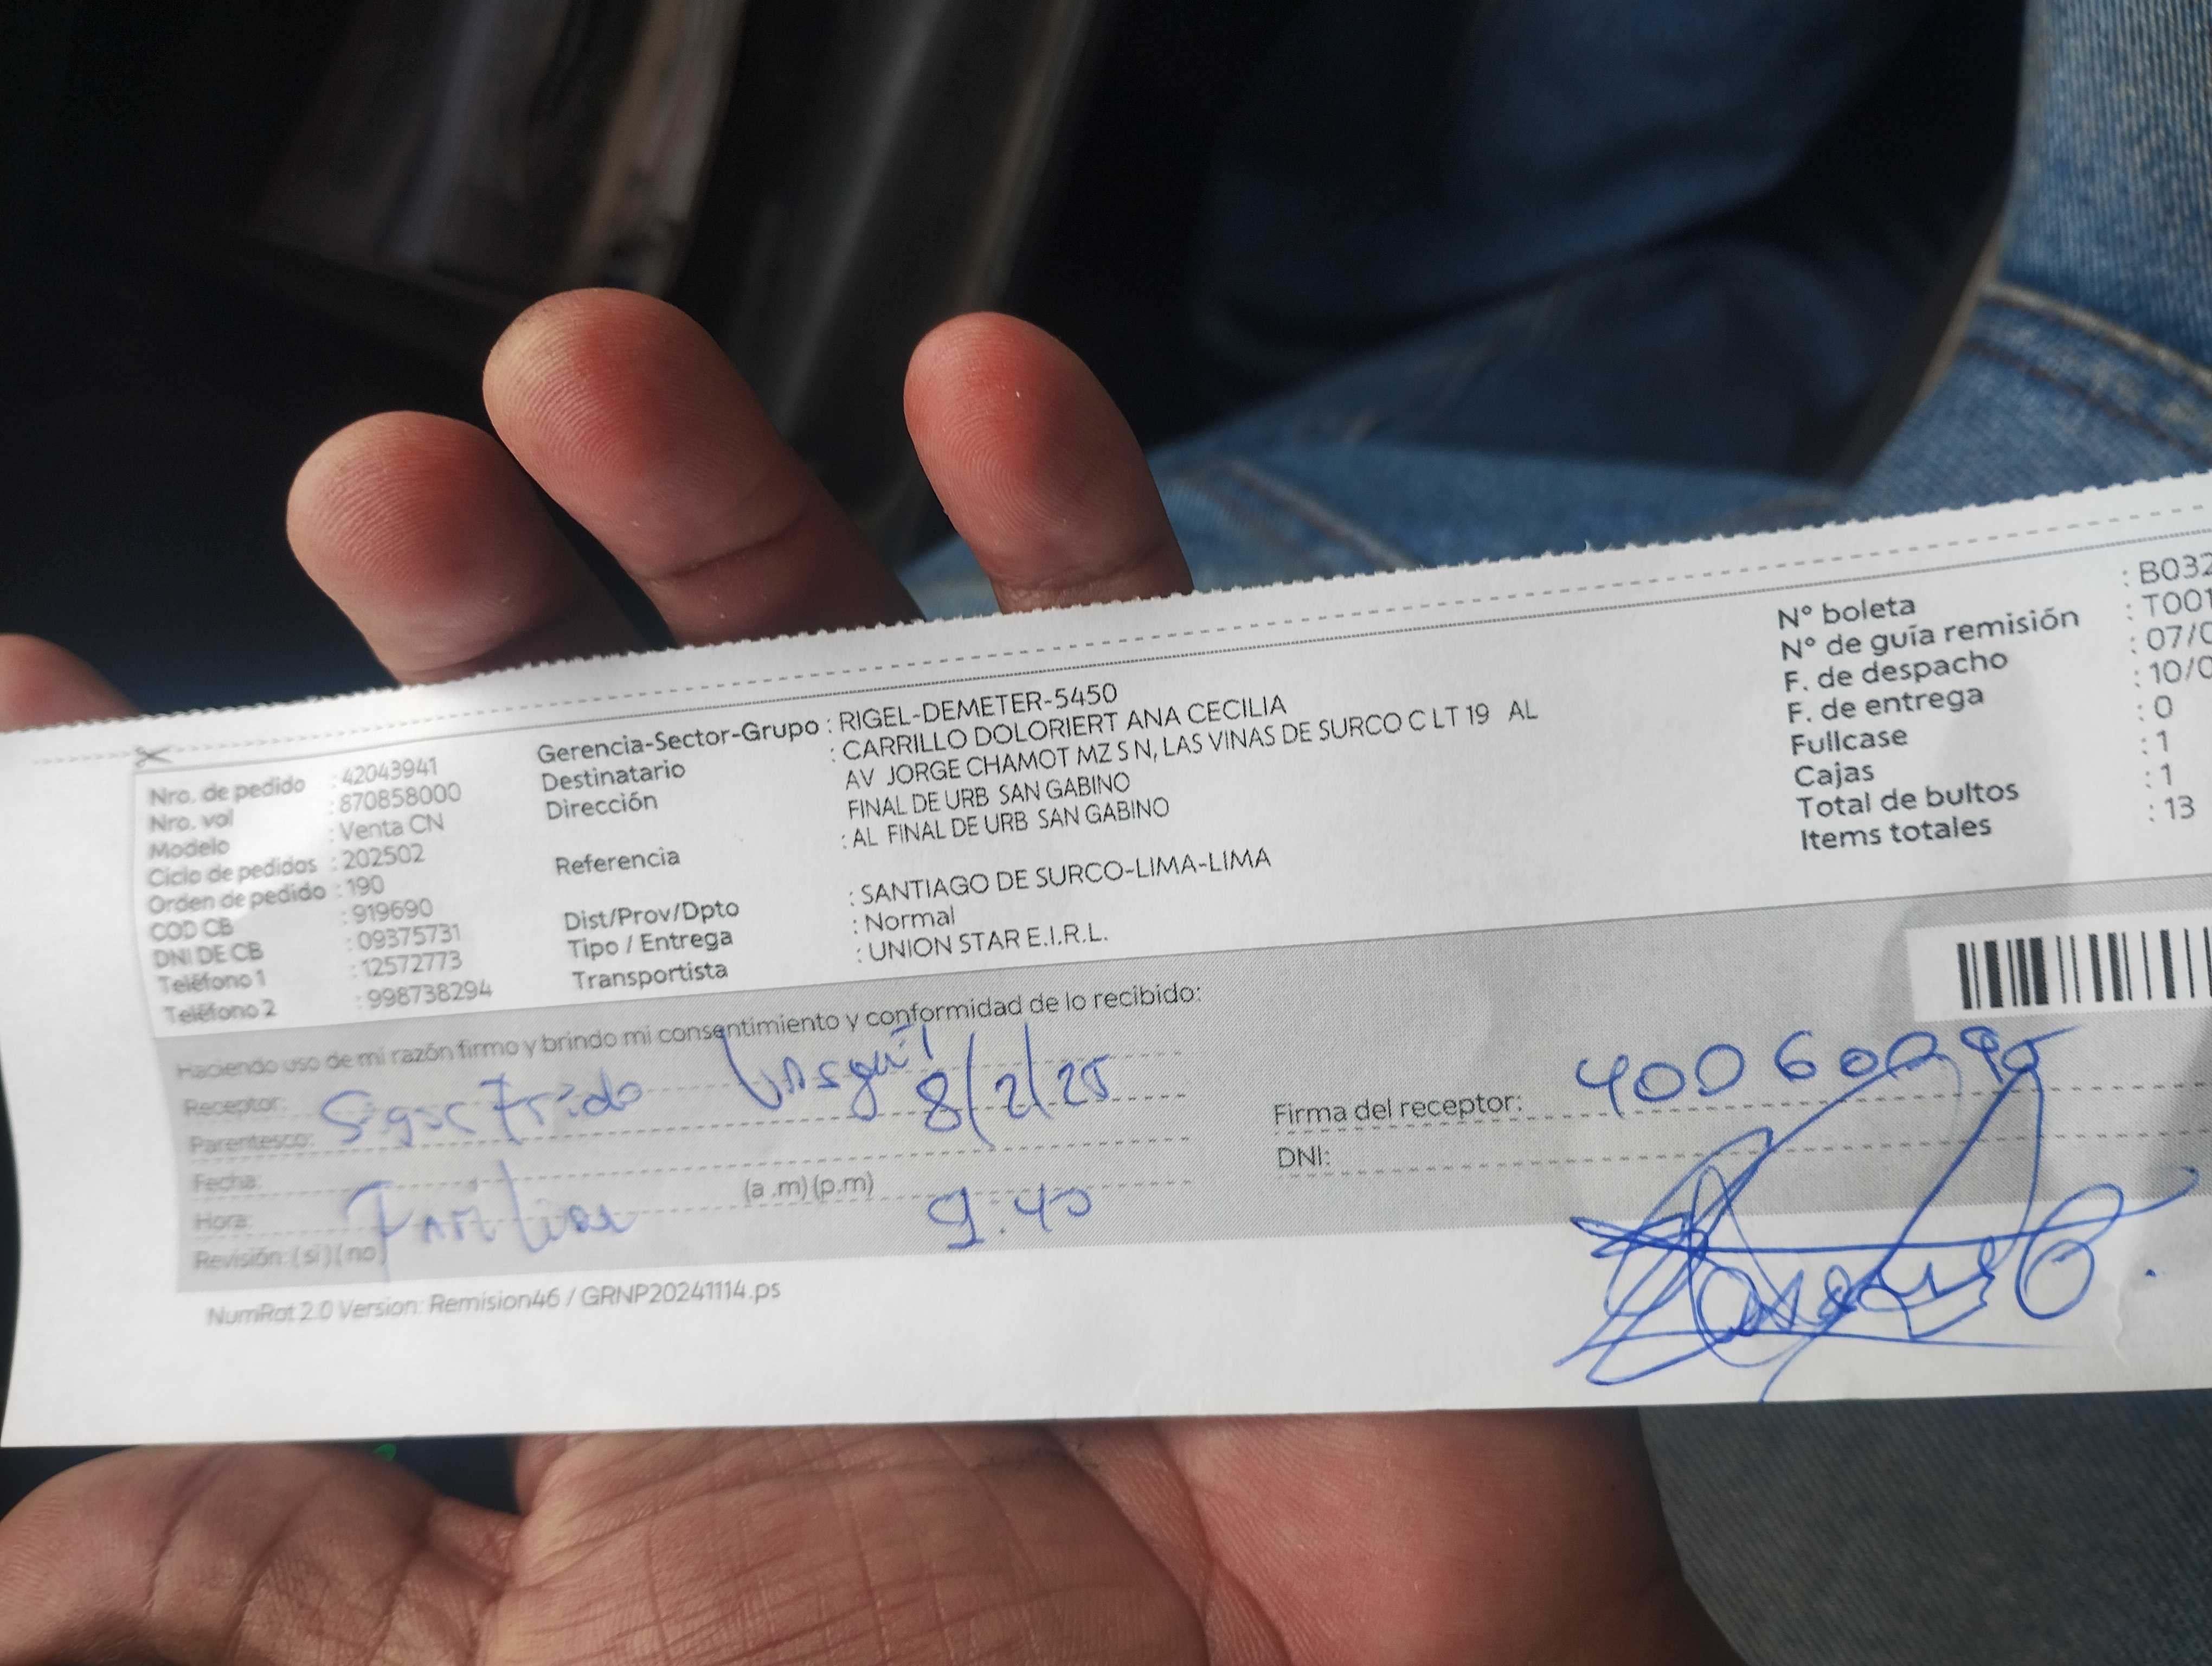 Nro. de pedido : 42043941
Nro. vol : 870858000
Modelo : Venta CN
Ciclo de pedidos : 202502
Orden de pedido : 190
COD CB : 919690
DNI DE CB : 09375731
Teléfono 1 : 12572773
Teléfono 2 : 998738294
Gerencia-Sector-Grupo : RIGEL-DEMETER-5450
Destinatario : CARRILLO DOLORIERT ANA CECILIA
Dirección AV JORGE CHAMOT MZ S N, LAS VINAS DE SURCO C LT 19 AL
FINAL DE URB SAN GABINO
Referencia : AL FINAL DE URB SAN GABINO
Dist/Prov/Dpto : SANTIAGO DE SURCO-LIMA-LIMA
Tipo / Entrega : Normal
Transportista : UNION STAR E.I.R.L.
N° boleta : B032
N° de guía remisión : T001
F. de despacho : 07/0
F. de entrega : 10/0
Fullcase : 0
Cajas : 1
Total de bultos : 1
Items totales : 13
Haciendo uso de mi razón firmo y brindo mi consentimiento y conformidad de lo recibido:
Receptor:
Parentesco: 8/2/25
Fecha:
Hora: (a .m) (p.m) 9:40
Revisión: ( si ) ( no ) Familiar
Firma del receptor:
DNI:
NumRot 2.0 Version: Remision46 / GRNP20241114.ps